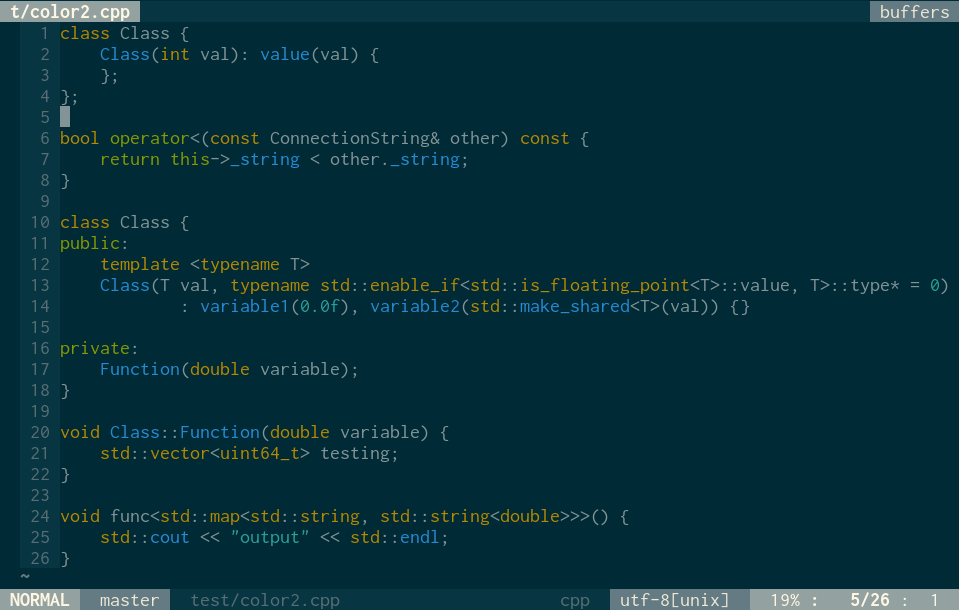 t/color2.cpp buffers
1 class Class {
2     Class(int val): value(val) {
3     };
4 };
5
6 bool operator<(const ConnectionString& other) const {
7     return this->_string < other._string;
8 }
9
10 class Class {
11 public:
12     template <typename T>
13     Class(T val, typename std::enable_if<std::is_floating_point<T>::value, T>::type* = 0)
14             : variable1(0.0f), variable2(std::make_shared<T>(val)) {}
15
16 private:
17     Function(double variable);
18 }
19
20 void Class::Function(double variable) {
21     std::vector<uint64_t> testing;
22 }
23
24 void func<std::map<std::string, std::string<double>>>() {
25     std::cout << "output" << std::endl;
26 }
~
NORMAL master test/color2.cpp cpp utf-8[unix] 19% : 5/26 : 1